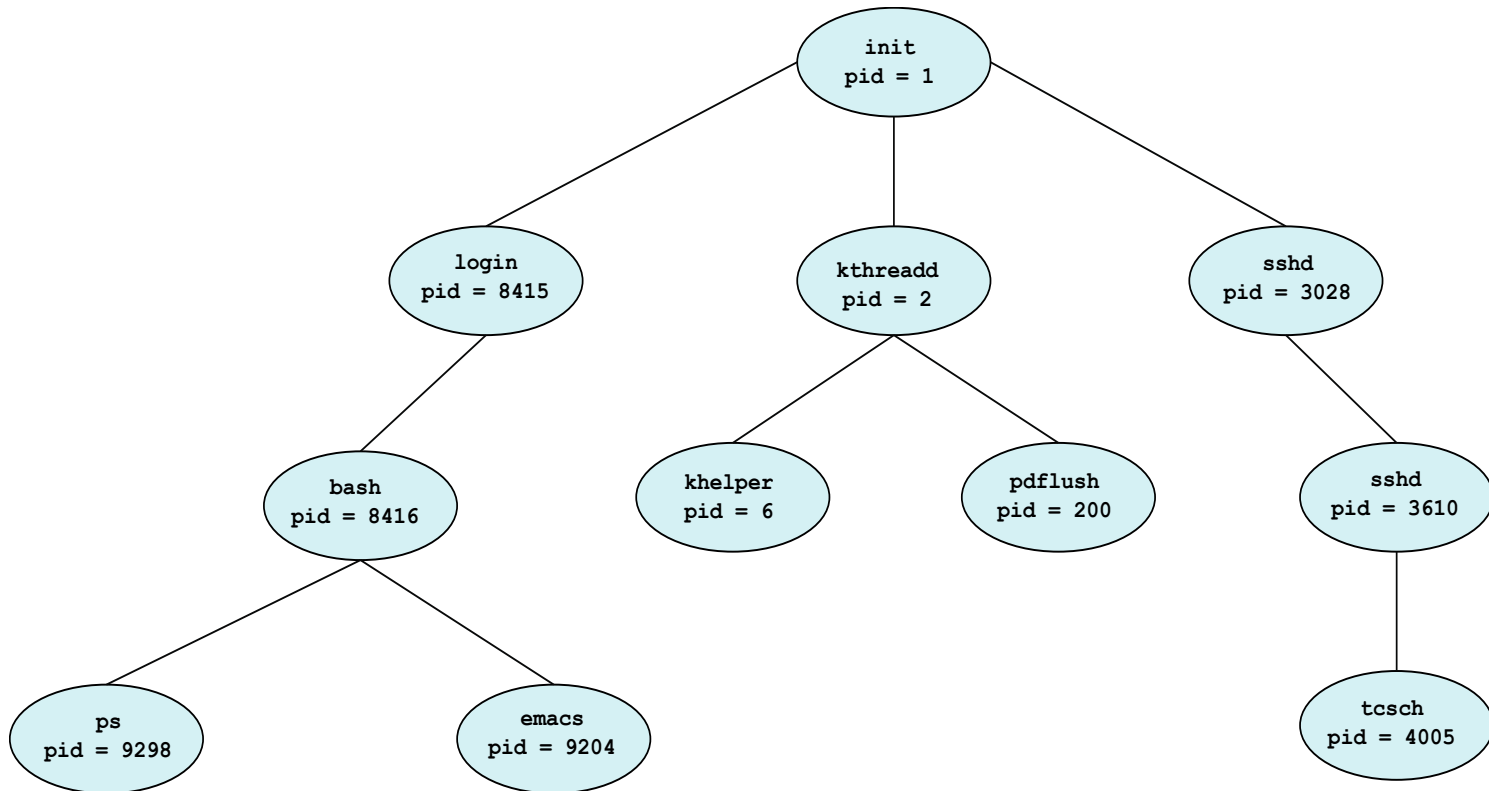 init
pid = 1
login
pid = 8415
kthreadd
pid = 2
sshd
pid = 3028
bash
pid = 8416
khelper
pid = 6
pdflush
pid = 200
sshd
pid = 3610
ps
pid = 9298
emacs
pid = 9204
tcsch
pid = 4005